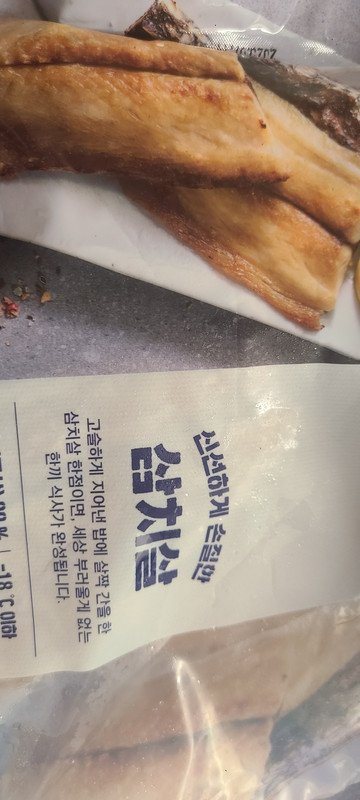 신선하게 손질한
삼치살
고슬하게 지어낸 밥에 살짝 간을 한
삼치살 한점이면, 세상 부러울게 없는
한끼 식사가 완성됩니다.
-18 ℃ 이하